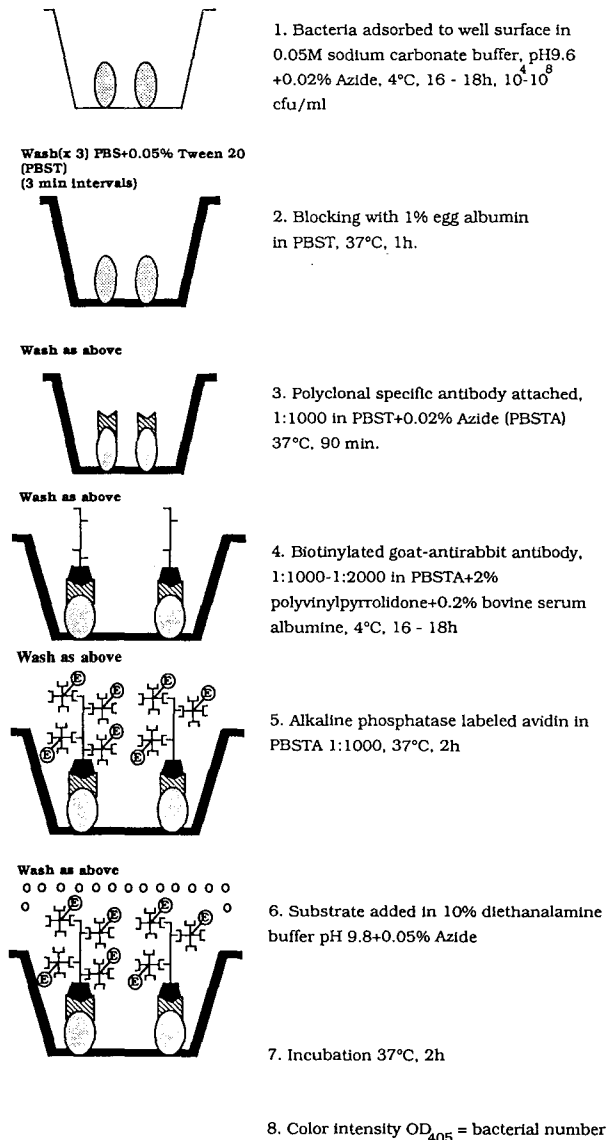 1. Bacteria adsorbed to well surface in
0.05M sodium carbonate buffer, pH9.6
+0.02% Azide, 4°C, 16 - 18h, 10⁴-10⁸
cfu/ml
Wash(x 3) PBS+0.05% Tween 20
(PBST)
(3 min intervals)
2. Blocking with 1% egg albumin
in PBST, 37°C, 1h.
Wash as above
3. Polyclonal specific antibody attached,
1:1000 in PBST+0.02% Azide (PBSTA)
37°C, 90 min.
Wash as above
4. Biotinylated goat-antirabbit antibody,
1:1000-1:2000 in PBSTA+2%
polyvinylpyrrolidone+0.2% bovine serum
albumine, 4°C, 16 - 18h
Wash as above
E E E E E
5. Alkaline phosphatase labeled avidin in
PBSTA 1:1000, 37°C, 2h
Wash as above
E E E E E
6. Substrate added in 10% diethanalamine
buffer pH 9.8+0.05% Azide
7. Incubation 37°C, 2h
8. Color intensity OD₄₀₅ = bacterial number